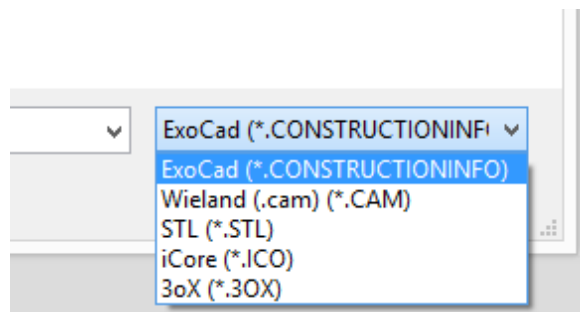 ExoCad (*.CONSTRUCTIONINF
ExoCad (*.CONSTRUCTIONINFO)
Wieland (.cam) (*.CAM)
STL (*.STL)
iCore (*.ICO)
3oX (*.3OX)